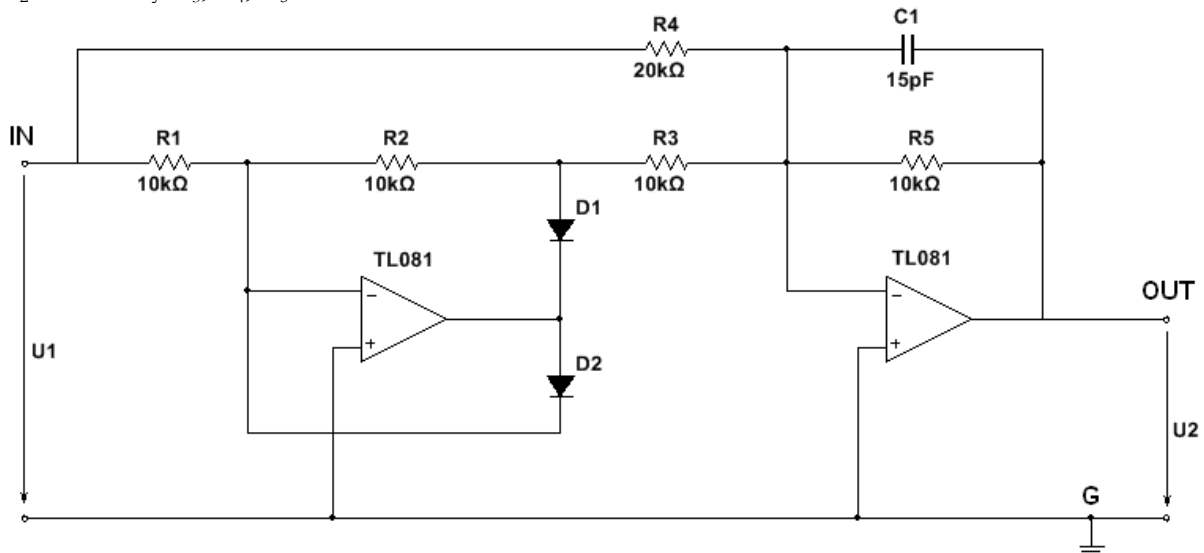 R4
20kΩ
C1
15pF
IN
R1
10kΩ
R2
10kΩ
R3
10kΩ
R5
10kΩ
D1
TL081
TL081
OUT
D2
U1
U2
G